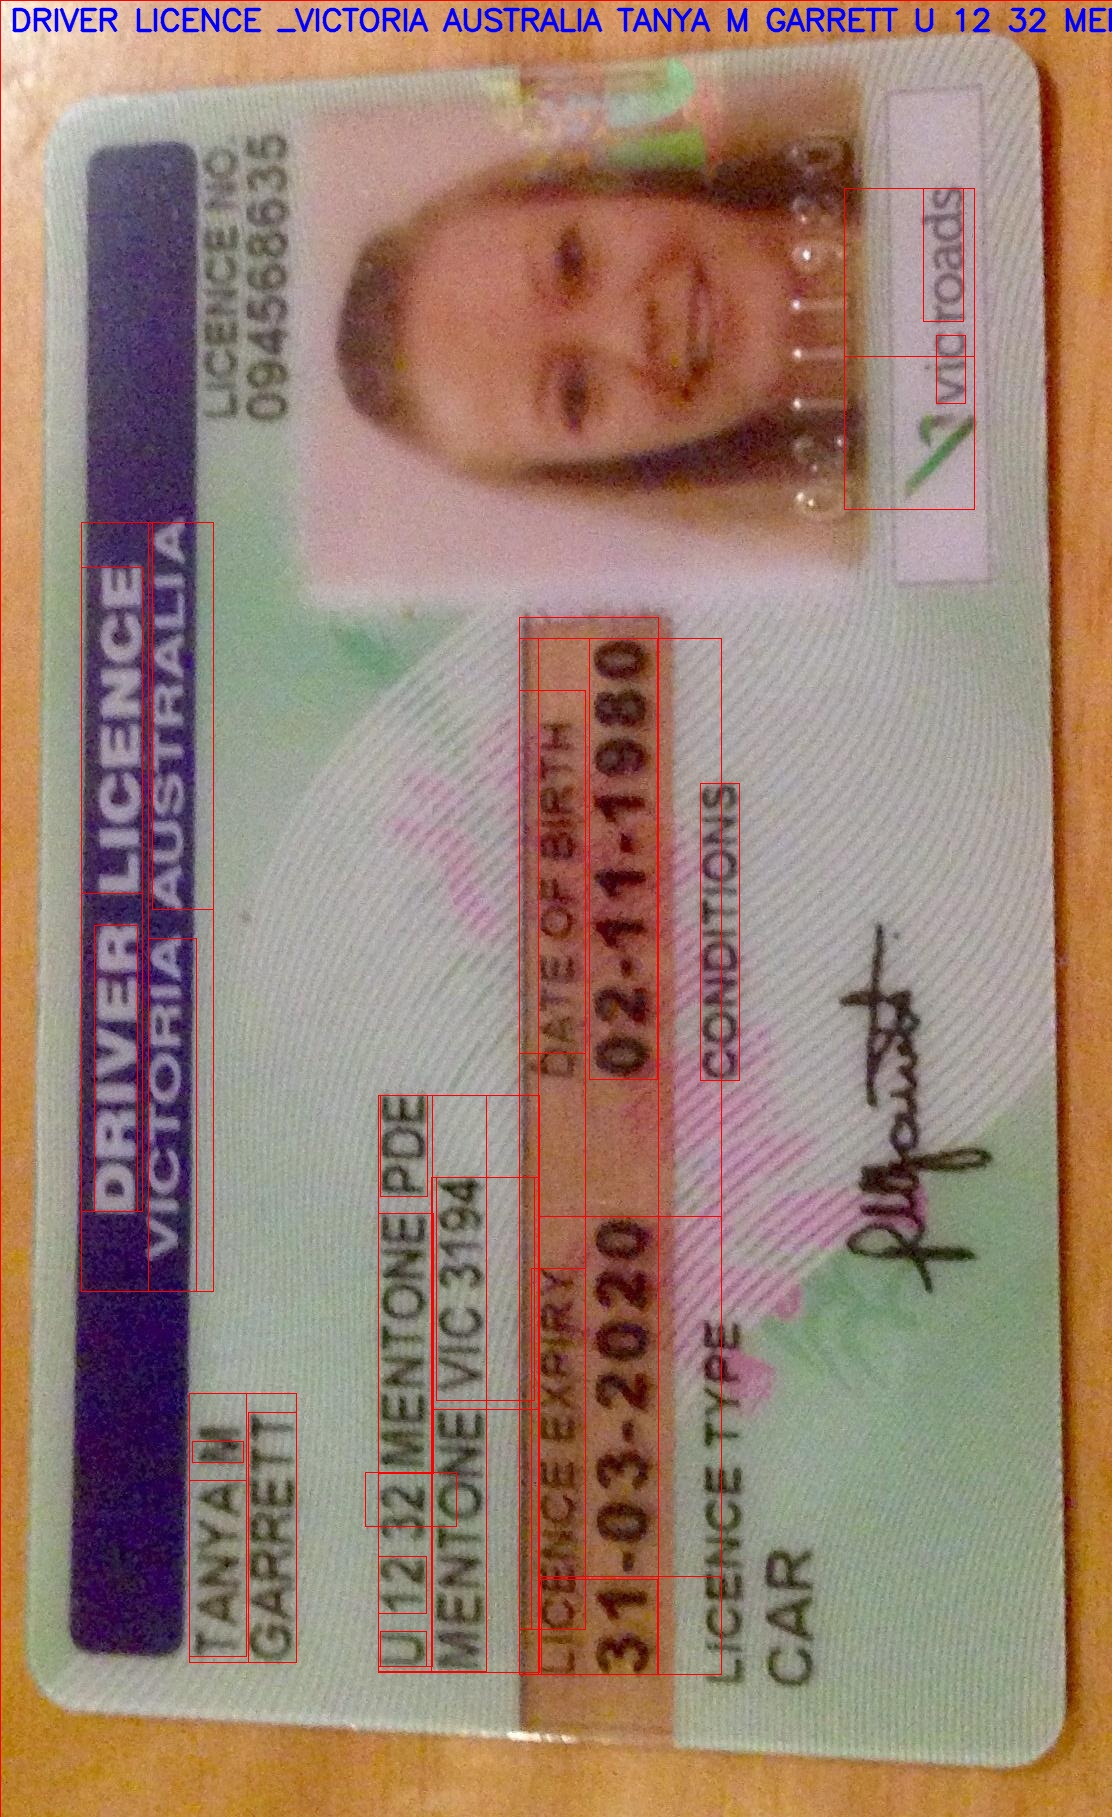 DRIVER LICENCE _VICTORIA AUSTRALIA TANYA M GARRETT U 12 32
DRIVER LICENCE
VICTORIA AUSTRALIA
TANYA M
GARRETT
LICENCE NO.
094568635
U 12 32 MENTONE PDE
MENTONE VIC 3194
LICENCE EXPIRY DATE OF BIRTH
31-03-2020 02-11-1980
LICENCE TYPE CONDITIONS
CAR
vic roads